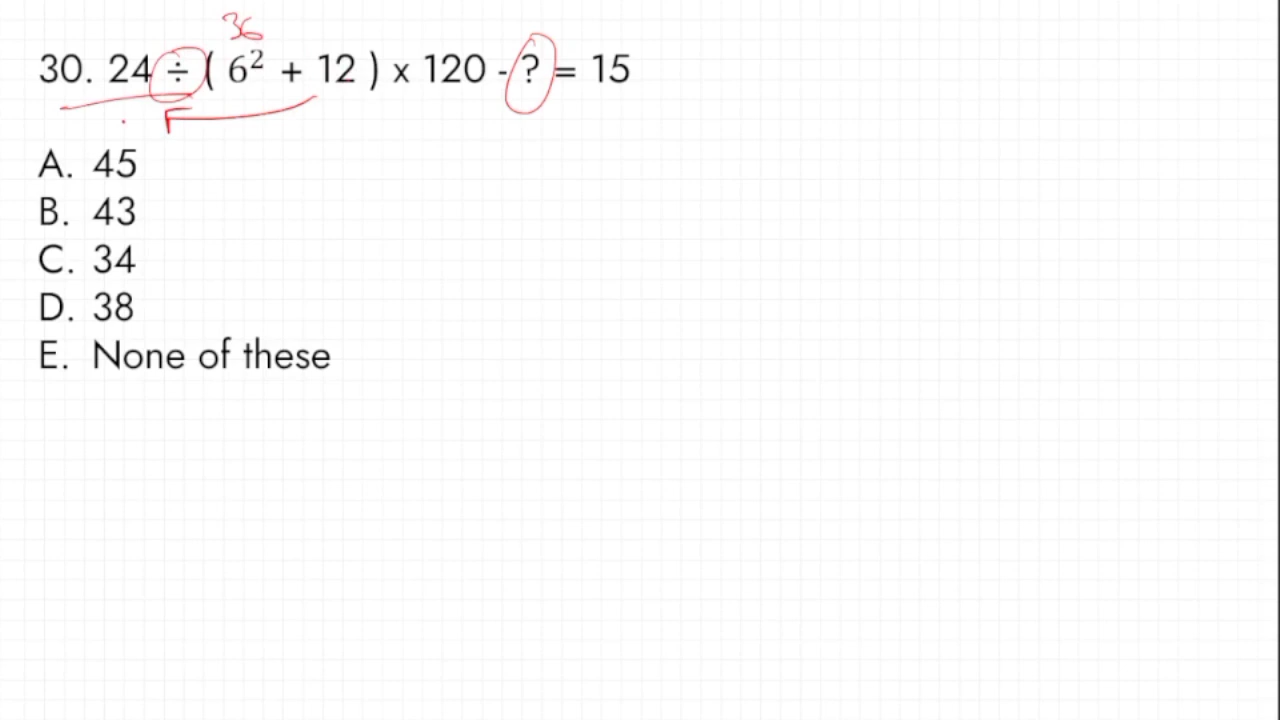 36
30. 24 ÷ ( 6² + 12 ) x 120 - ? = 15
A. 45
B. 43
C. 34
D. 38
E. None of these